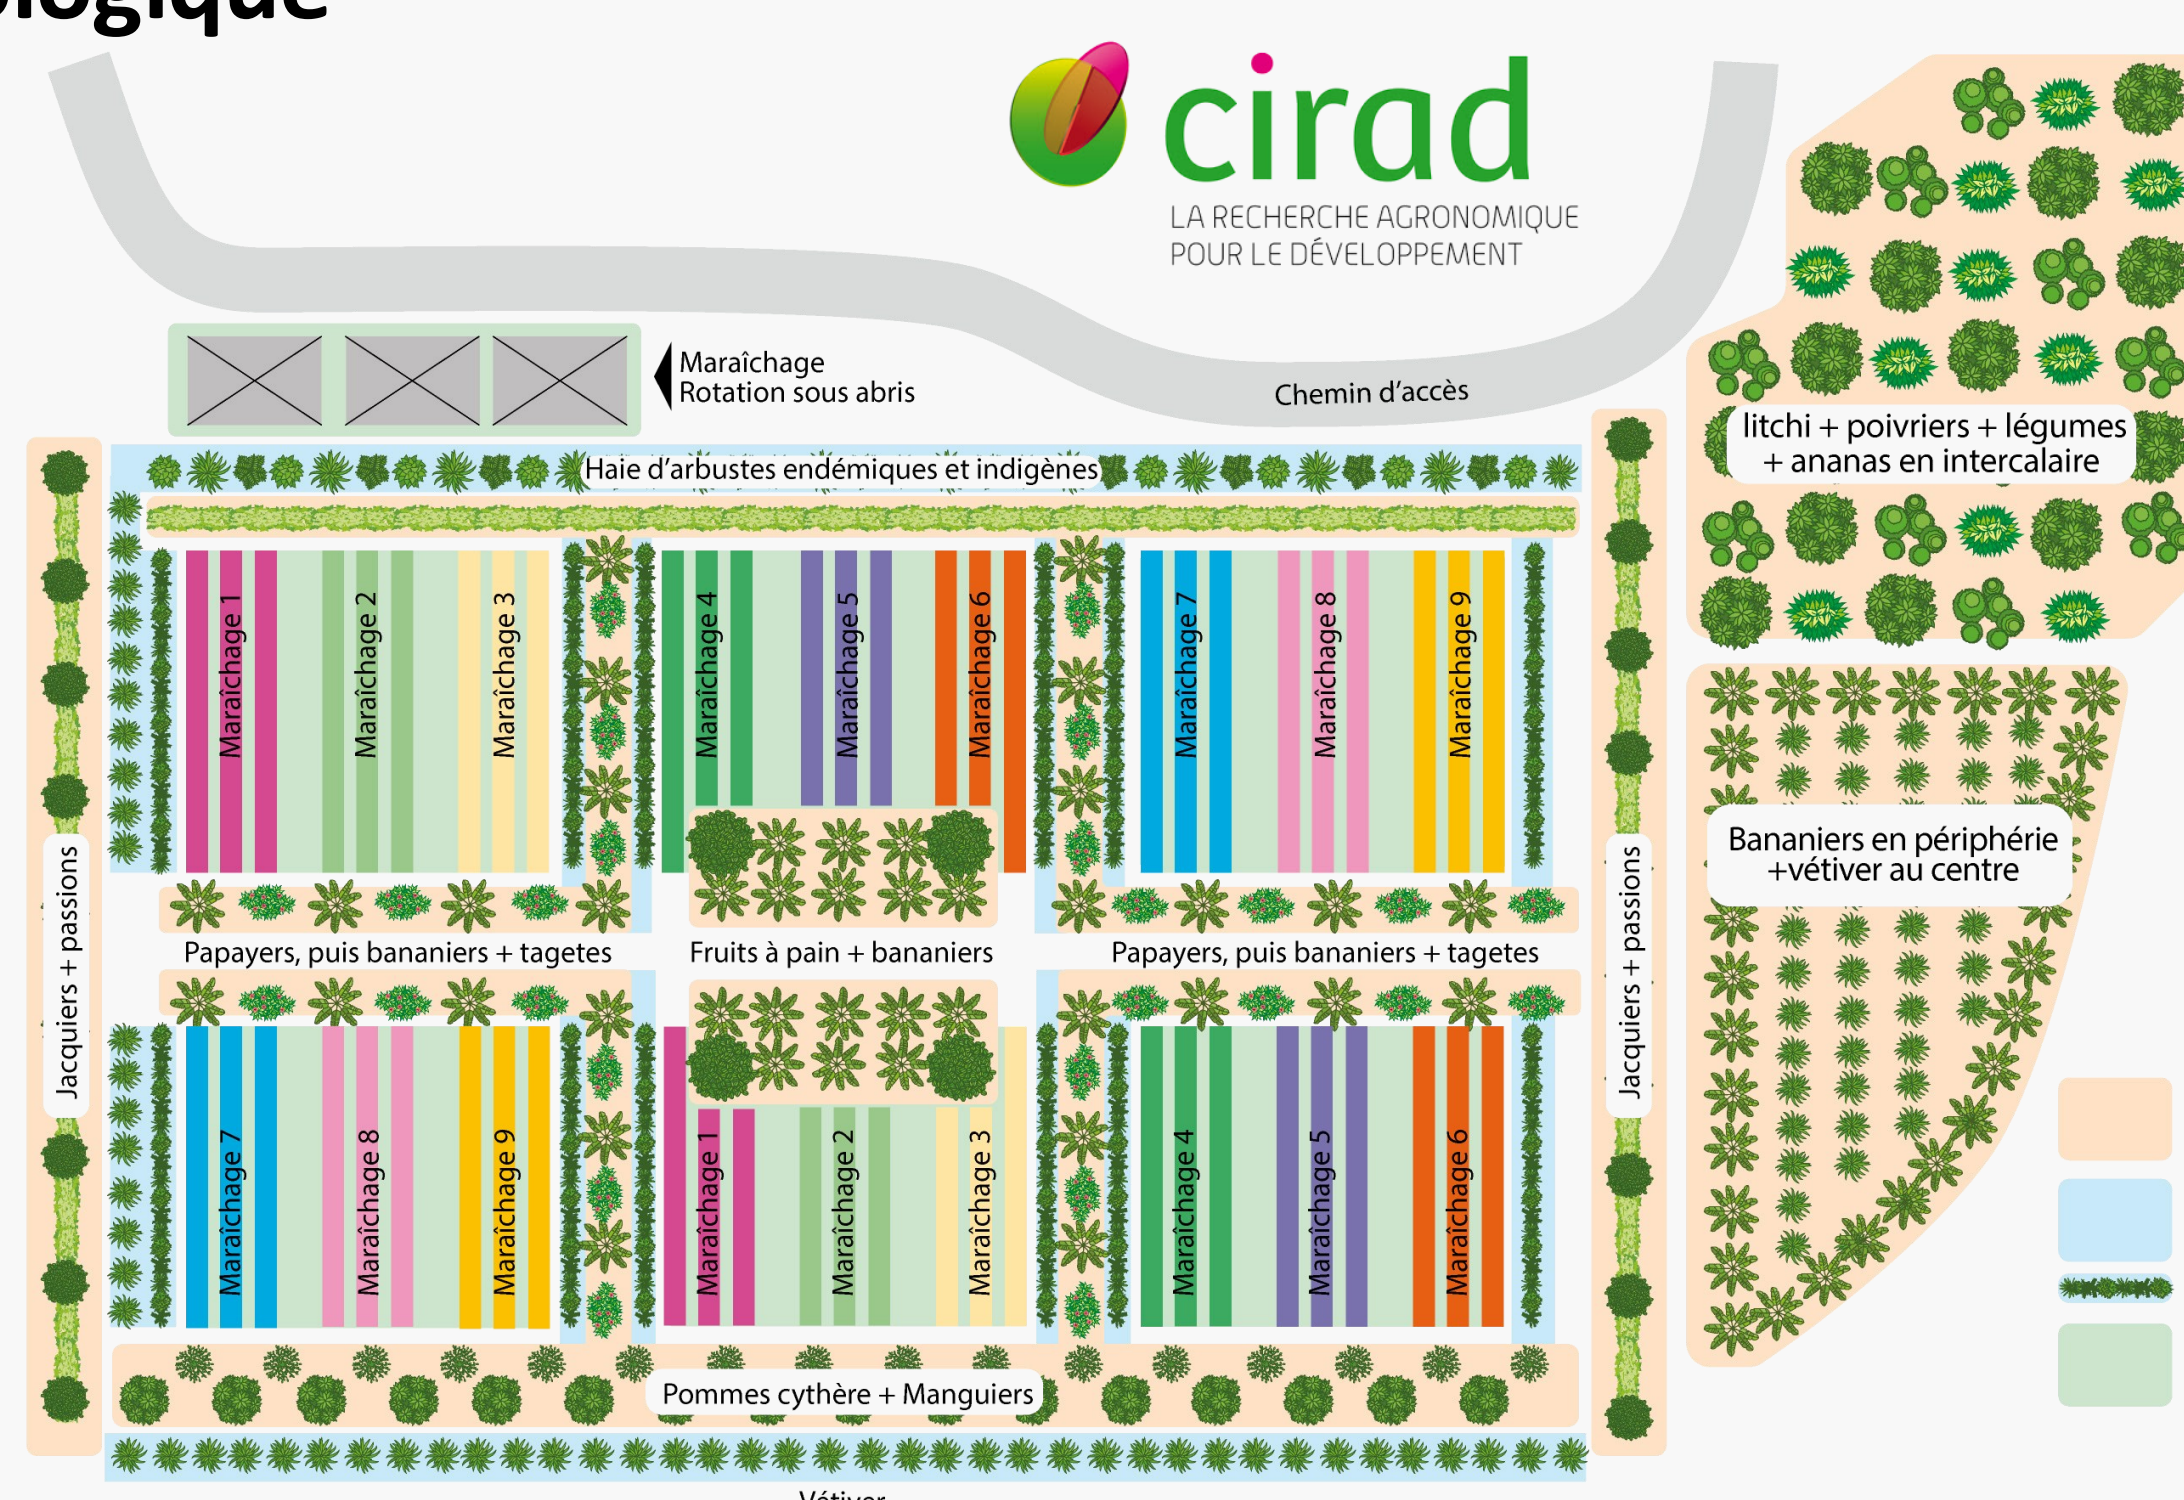 ologique
cirad
LA RECHERCHE AGRONOMIQUE
POUR LE DÉVELOPPEMENT
Maraîchage
Rotation sous abris
Chemin d'accès
litchi + poivriers + légumes
+ ananas en intercalaire
Haie d'arbustes endémiques et indigènes
Maraîchage 1
Maraîchage 2
Maraîchage 3
Maraîchage 4
Maraîchage 5
Maraîchage 6
Maraîchage 7
Maraîchage 8
Maraîchage 9
Bananiers en périphérie
+vétiver au centre
Jacquiers + passions
Jacquiers + passions
Papayers, puis bananiers + tagetes
Fruits à pain + bananiers
Papayers, puis bananiers + tagetes
Maraîchage 7
Maraîchage 8
Maraîchage 9
Maraîchage 1
Maraîchage 2
Maraîchage 3
Maraîchage 4
Maraîchage 5
Maraîchage 6
Pommes cythère + Manguiers
Vétiver